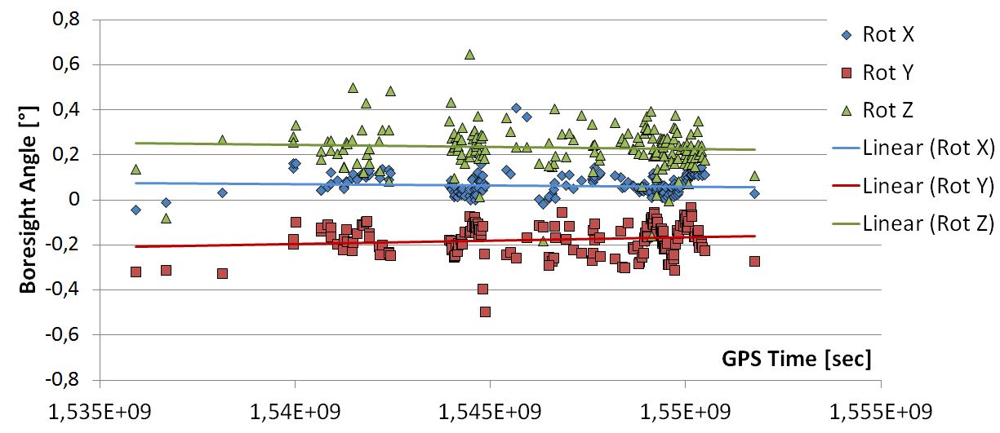 0,8
0,6
0,4
0,2
0
-0,2
-0,4
-0,6
-0,8
Boresight Angle [°]
1,535E+09
1,54E+09
1,545E+09
1,55E+09
1,555E+09
GPS Time [sec]
Rot X
Rot Y
Rot Z
Linear (Rot X)
Linear (Rot Y)
Linear (Rot Z)